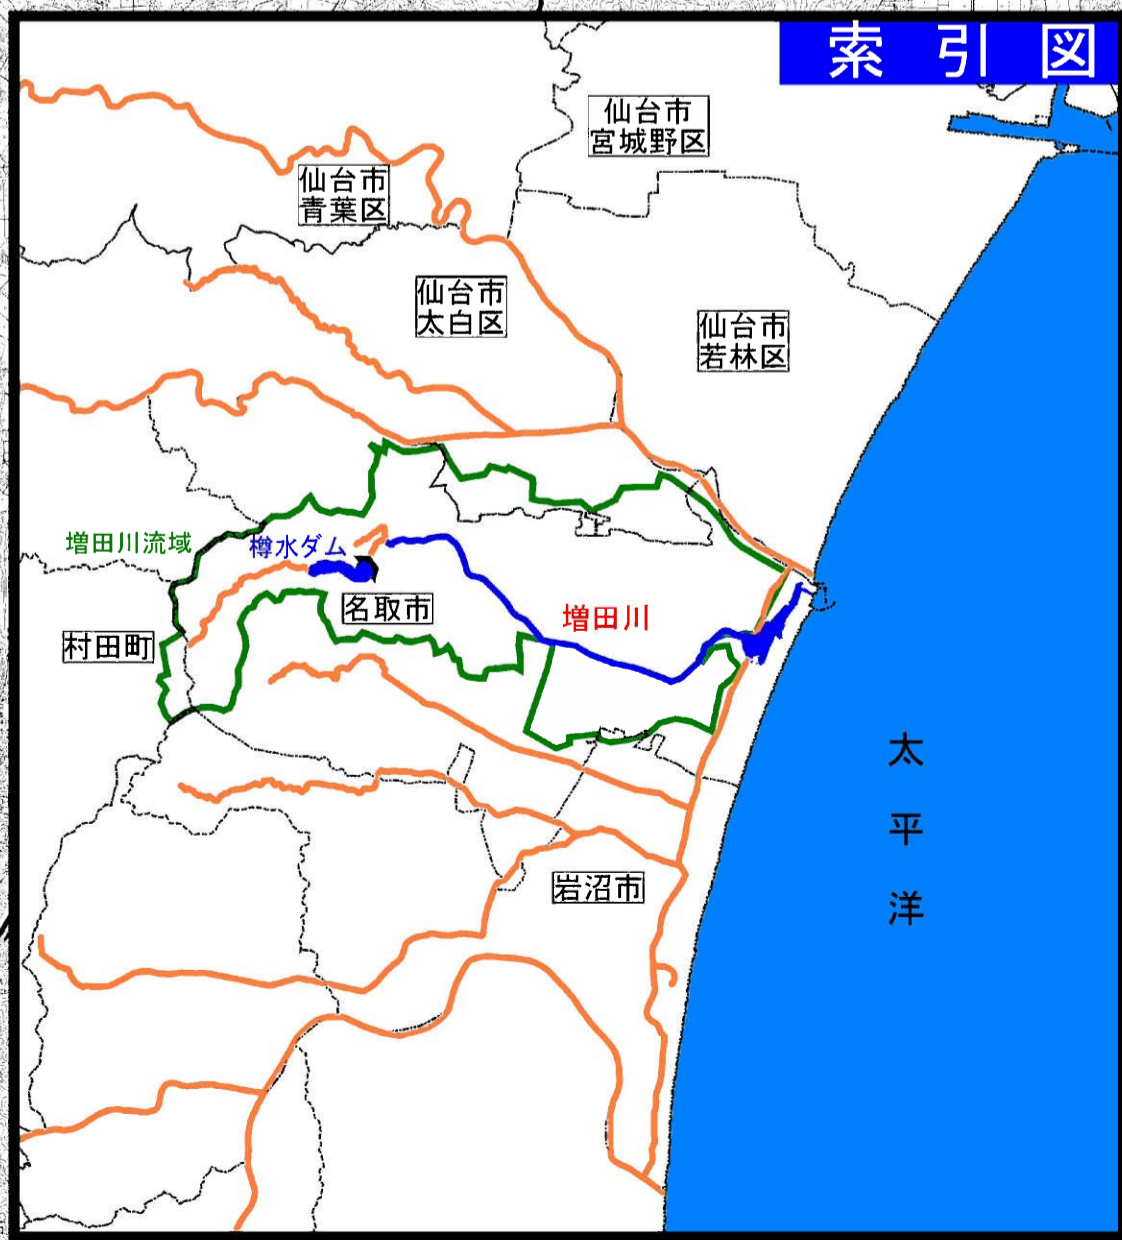 索引図
仙台市
宮城野区
仙台市
青葉区
仙台市
太白区
仙台市
若林区
増田川流域
樽水ダム
名取市
増田川
村田町
太平洋
岩沼市